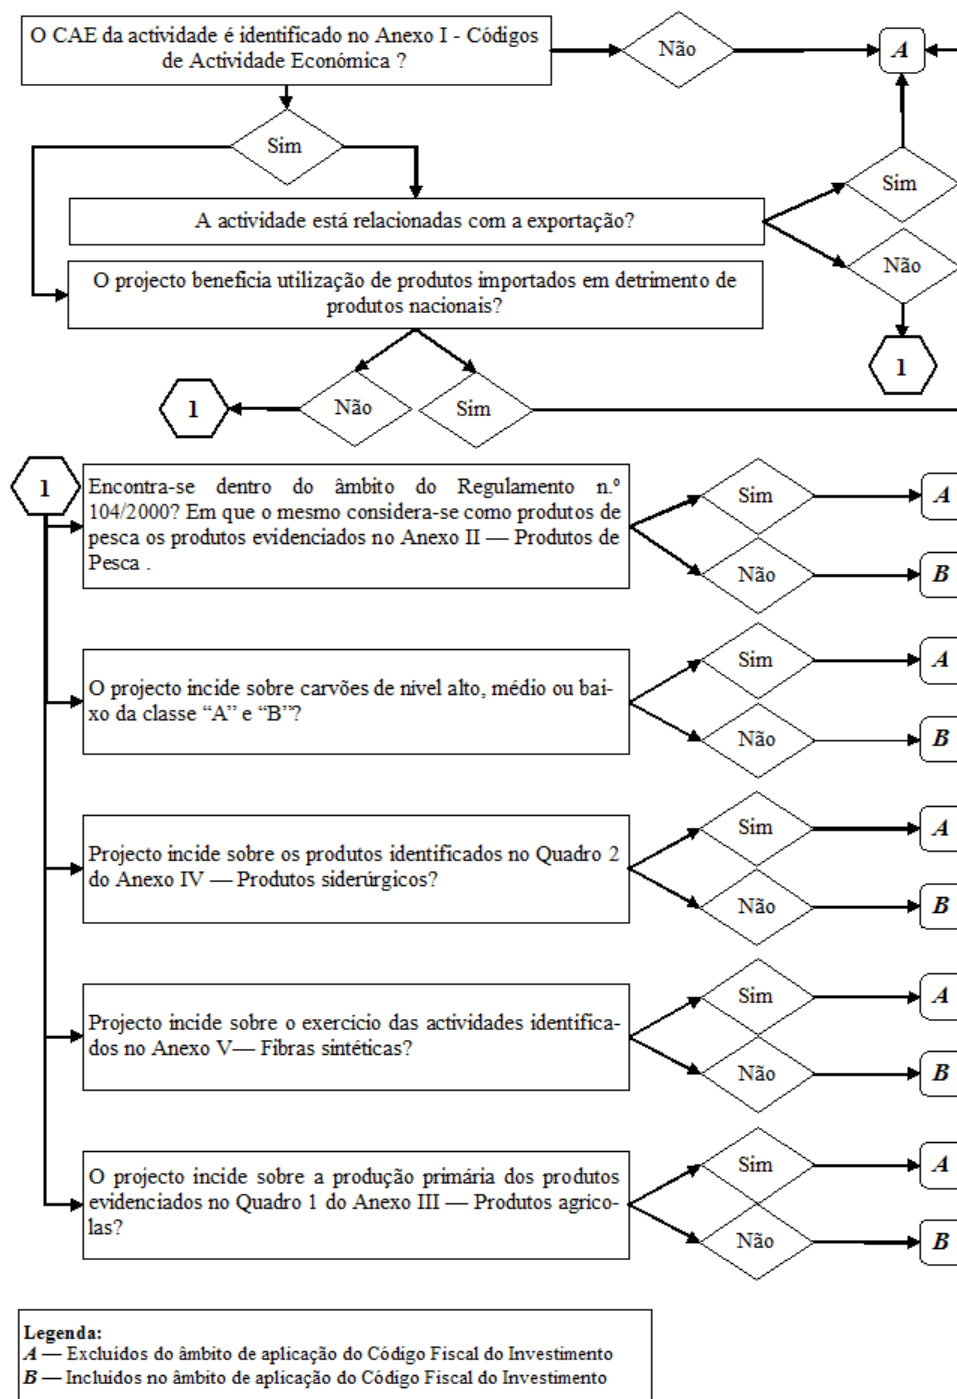 O CAE da actividade é identificado no Anexo I - Códigos
de Actividade Económica ?
Não
A
Sim
Sim
A actividade está relacionadas com a exportação?
Não
O projecto beneficia utilização de produtos importados em detrimento de
produtos nacionais?
1
1
Não
Sim
1
Encontra-se dentro do âmbito do Regulamento n.º
104/2000? Em que o mesmo considera-se como produtos de
pesca os produtos evidenciados no Anexo II — Produtos de
Pesca .
Sim
A
Não
B
O projecto incide sobre carvões de nível alto, médio ou bai-
xo da classe “A” e “B”?
Sim
A
Não
B
Projecto incide sobre os produtos identificados no Quadro 2
do Anexo IV — Produtos siderúrgicos?
Sim
A
Não
B
Projecto incide sobre o exercício das actividades identifica-
dos no Anexo V— Fibras sintéticas?
Sim
A
Não
B
O projecto incide sobre a produção primária dos produtos
evidenciados no Quadro 1 do Anexo III — Produtos agrico-
las?
Sim
A
Não
B
Legenda:
A — Excluídos do âmbito de aplicação do Código Fiscal do Investimento
B — Incluídos no âmbito de aplicação do Código Fiscal do Investimento